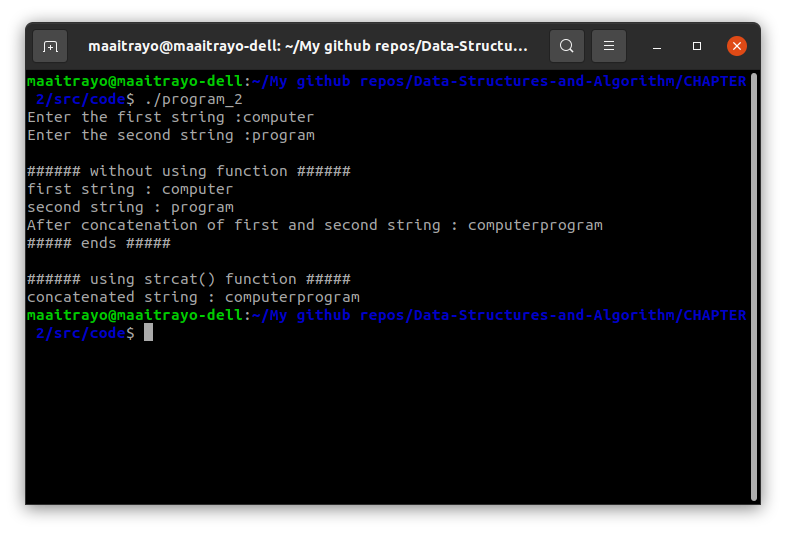 maaitrayo@maaitrayo-dell: ~/My github repos/Data-Structu...
maaitrayo@maaitrayo-dell:~/My github repos/Data-Structures-and-Algorithm/CHAPTER
 2/src/code$ ./program_2
Enter the first string :computer
Enter the second string :program

###### without using function ######
first string : computer
second string : program
After concatenation of first and second string : computerprogram
##### ends #####

###### using strcat() function #####
concatenated string : computerprogram
maaitrayo@maaitrayo-dell:~/My github repos/Data-Structures-and-Algorithm/CHAPTER
 2/src/code$